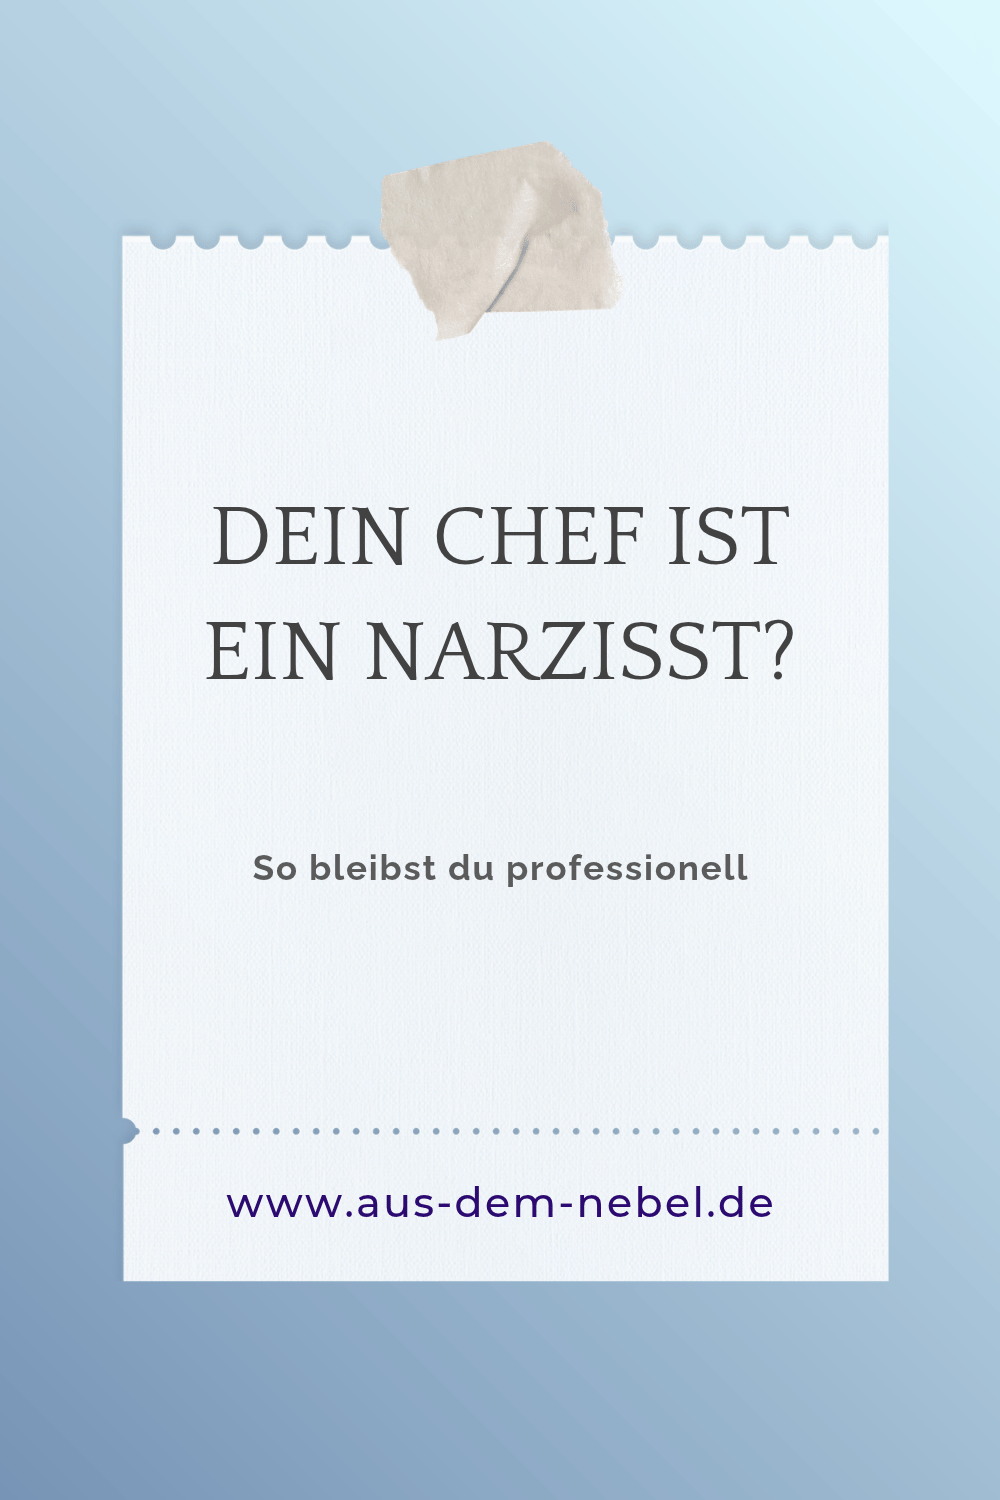 DEIN CHEF IST
EIN NARZISST?
So bleibst du professionell
www.aus-dem-nebel.de